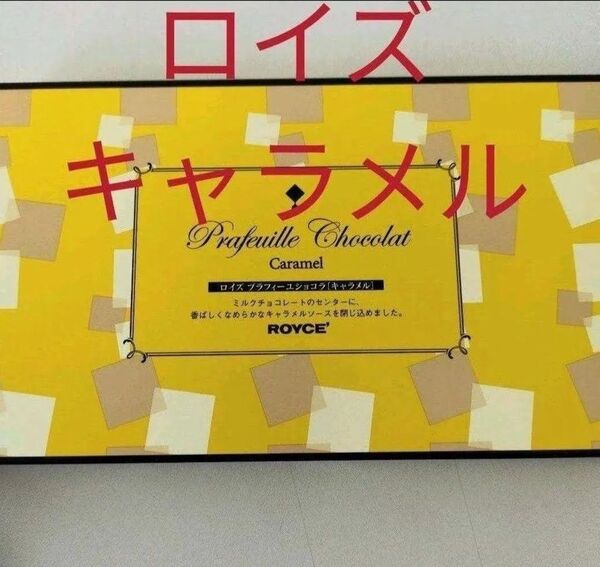 ロイズ
キャラメル
Prafeuille Chocolat
Caramel
ロイズ プラフィーユショコラ[キャラメル]
ミルクチョコレートのセンターに、
香ばしくなめらかなキャラメルソースを閉じ込めました。
ROYCE'